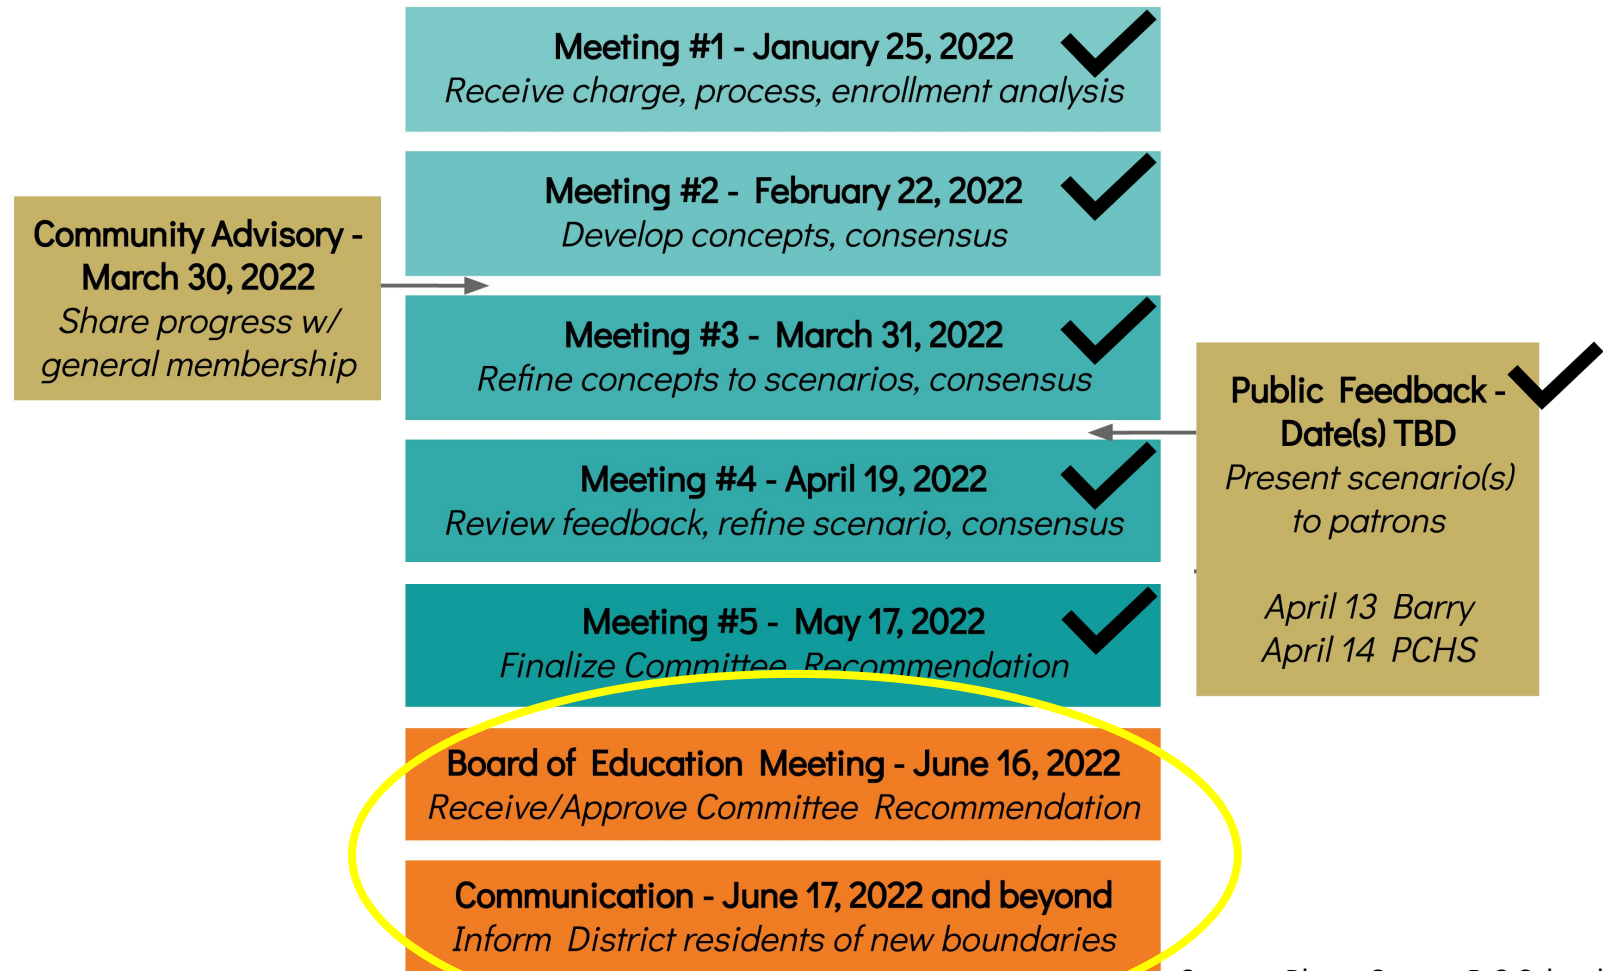 Meeting #1 - January 25, 2022
Receive charge, process, enrollment analysis
Meeting #2 - February 22, 2022
Develop concepts, consensus
Community Advisory -
March 30, 2022
Share progress w/
general membership
Meeting #3 - March 31, 2022
Refine concepts to scenarios, consensus
Public Feedback -
Date(s) TBD
Present scenario(s)
to patrons
April 13 Barry
April 14 PCHS
Meeting #4 - April 19, 2022
Review feedback, refine scenario, consensus
Meeting #5 - May 17, 2022
Finalize Committee Recommendation
Board of Education Meeting - June 16, 2022
Receive/Approve Committee Recommendation
Communication - June 17, 2022 and beyond
Inform District residents of new boundaries